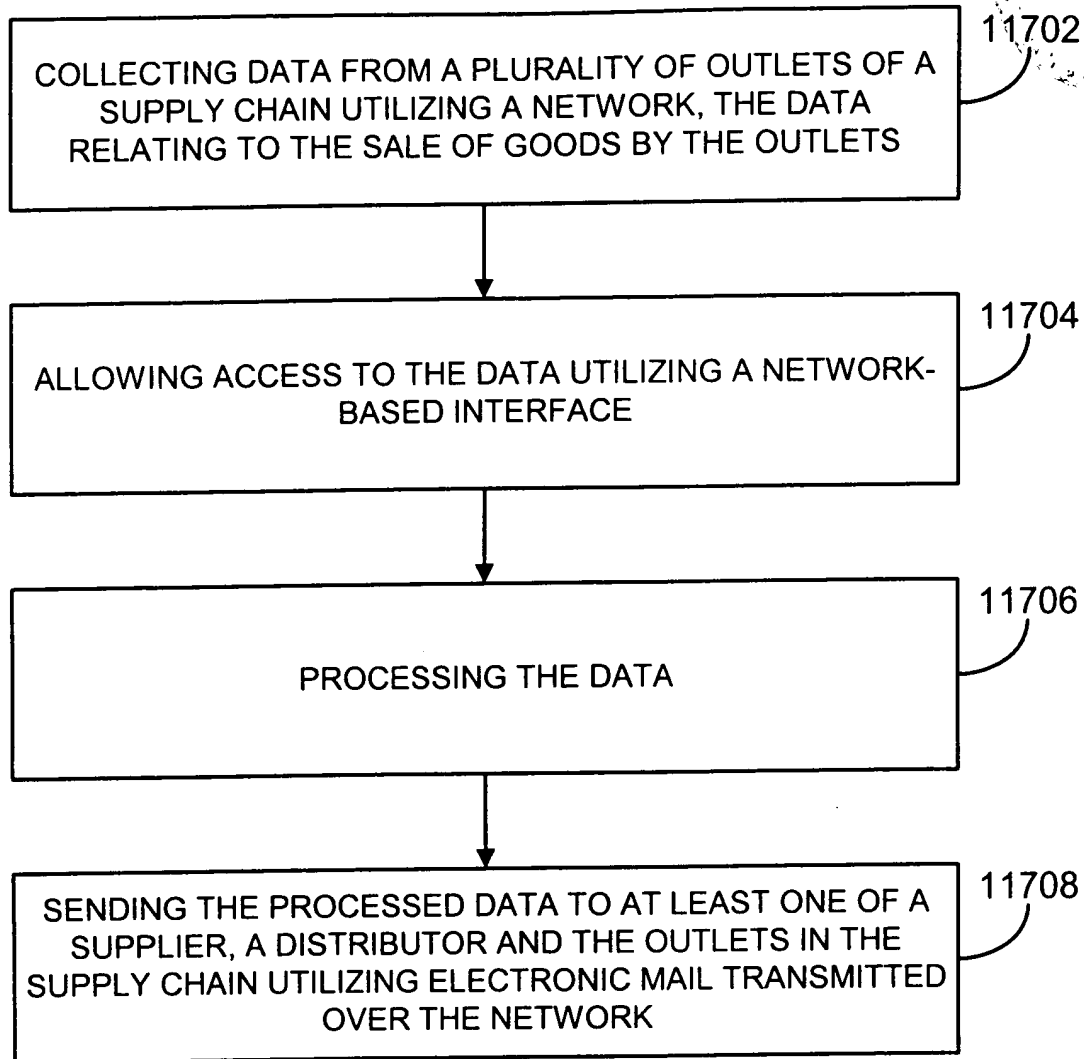 11702
COLLECTING DATA FROM A PLURALITY OF OUTLETS OF A
SUPPLY CHAIN UTILIZING A NETWORK, THE DATA
RELATING TO THE SALE OF GOODS BY THE OUTLETS
11704
ALLOWING ACCESS TO THE DATA UTILIZING A NETWORK-
BASED INTERFACE
11706
PROCESSING THE DATA
11708
SENDING THE PROCESSED DATA TO AT LEAST ONE OF A
SUPPLIER, A DISTRIBUTOR AND THE OUTLETS IN THE
SUPPLY CHAIN UTILIZING ELECTRONIC MAIL TRANSMITTED
OVER THE NETWORK